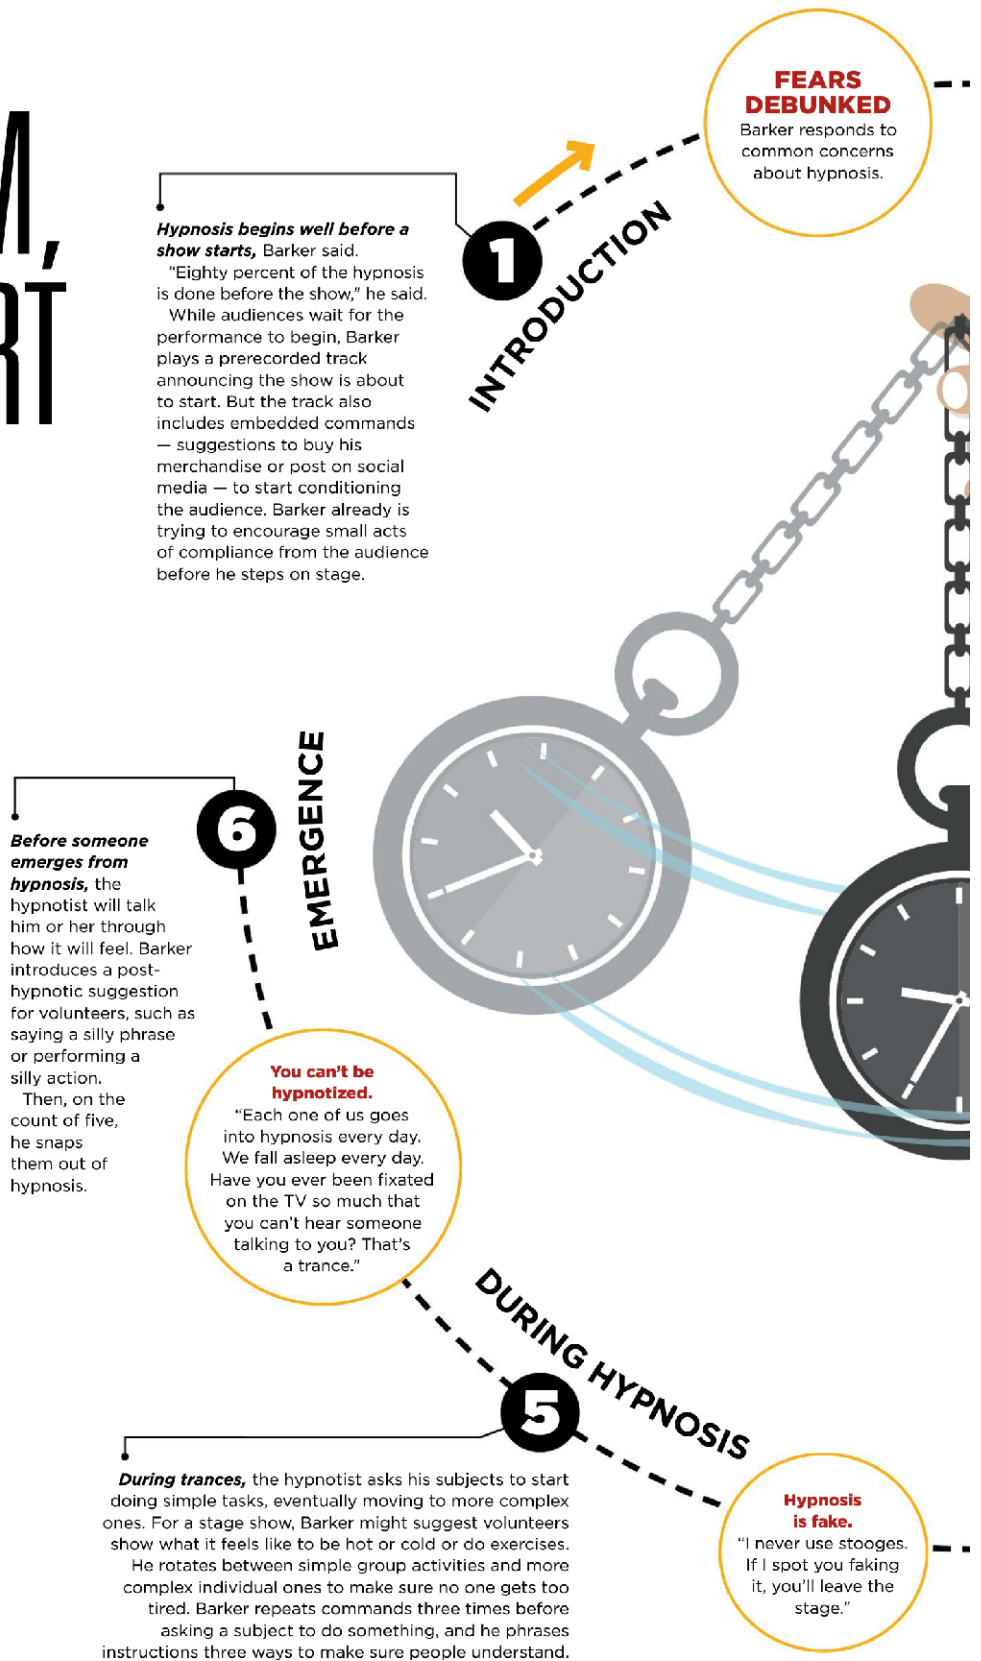 M,
RT
FEARS
DEBUNKED
Barker responds to
common concerns
about hypnosis.
1
INTRODUCTION
Hypnosis begins well before a
show starts, Barker said.
“Eighty percent of the hypnosis
is done before the show,” he said.
While audiences wait for the
performance to begin, Barker
plays a prerecorded track
announcing the show is about
to start. But the track also
includes embedded commands
— suggestions to buy his
merchandise or post on social
media — to start conditioning
the audience. Barker already is
trying to encourage small acts
of compliance from the audience
before he steps on stage.
6
EMERGENCE
Before someone
emerges from
hypnosis, the
hypnotist will talk
him or her through
how it will feel. Barker
introduces a post-
hypnotic suggestion
for volunteers, such as
saying a silly phrase
or performing a
silly action.
Then, on the
count of five,
he snaps
them out of
hypnosis.
You can’t be
hypnotized.
“Each one of us goes
into hypnosis every day.
We fall asleep every day.
Have you ever been fixated
on the TV so much that
you can’t hear someone
talking to you? That’s
a trance.”
5
DURING HYPNOSIS
During trances, the hypnotist asks his subjects to start
doing simple tasks, eventually moving to more complex
ones. For a stage show, Barker might suggest volunteers
show what it feels like to be hot or cold or do exercises.
He rotates between simple group activities and more
complex individual ones to make sure no one gets too
tired. Barker repeats commands three times before
asking a subject to do something, and he phrases
instructions three ways to make sure people understand.
Hypnosis
is fake.
“I never use stooges.
If I spot you faking
it, you’ll leave the
stage.”